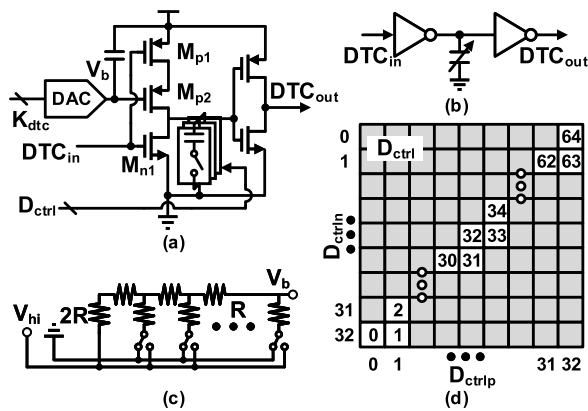 M_p1
V_b
DAC
M_p2
K_dtc
DTC_out
DTC_in
M_n1
D_ctrl
(a)
DTC_in
DTC_out
(b)
V_hi
2R
R
V_b
(c)
D_ctrl
0
64
1
62 63
34
32 33
30 31
D_ctrln
31
2
32
0 1
0 1
31 32
D_ctrlp
(d)